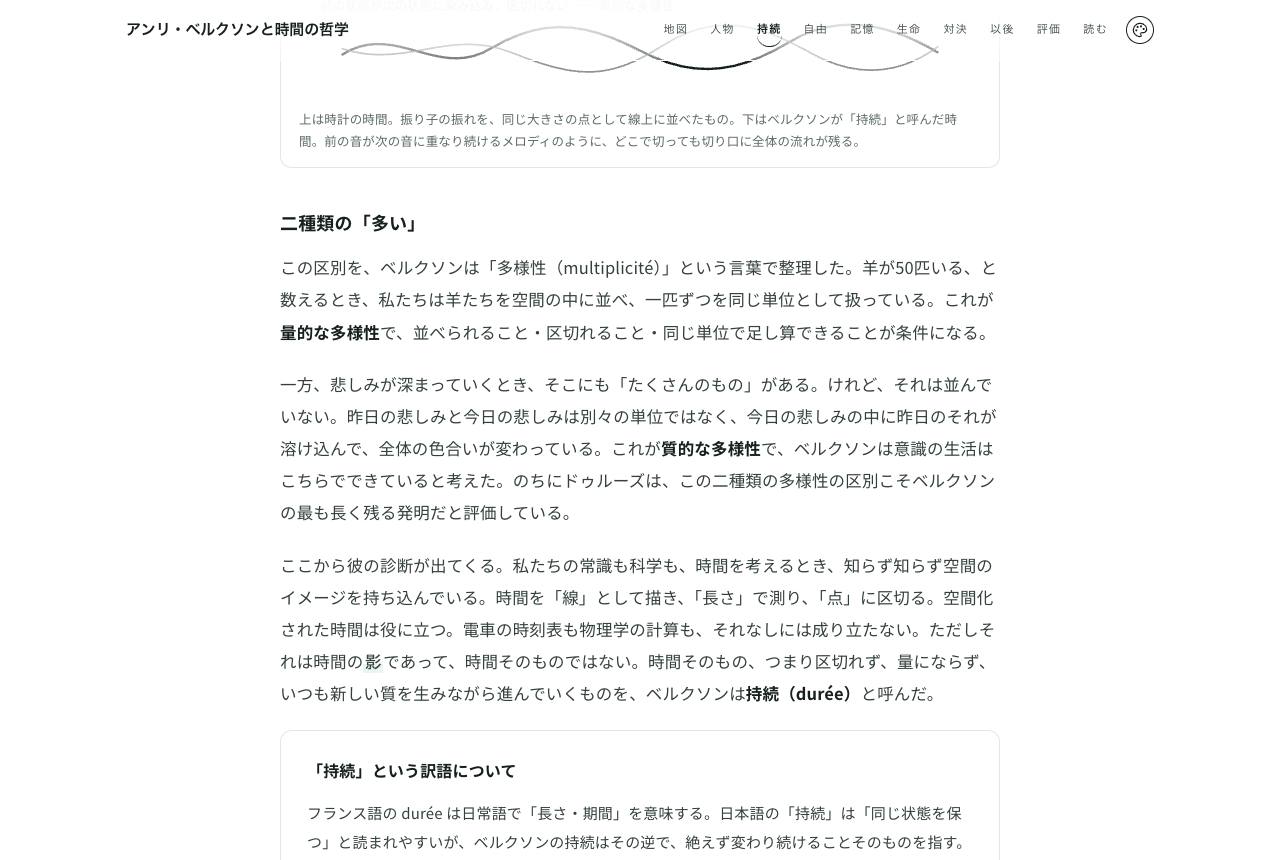 アンリ・ベルクソンと時間の哲学
地図 人物 持続 自由 記憶 生命 対決 以後 評価 読む
上は時計の時間。振り子の振れを、同じ大きさの点として線上に並べたもの。下はベルクソンが「持続」と呼んだ時
間。前の音が次の音に重なり続けるメロディのように、どこで切っても切り口に全体の流れが残る。
二種類の「多い」
この区別を、ベルクソンは「多様性（multiplicité）」という言葉で整理した。羊が50匹いる、と
数えるとき、私たちは羊たちを空間の中に並べ、一匹ずつを同じ単位として扱っている。これが
量的な多様性で、並べられること・区切れること・同じ単位で足し算できることが条件になる。
一方、悲しみが深まっていくとき、そこにも「たくさんのもの」がある。けれど、それは並んで
いない。昨日の悲しみと今日の悲しみは別々の単位ではなく、今日の悲しみの中に昨日のそれが
溶け込んで、全体の色合いが変わっている。これが質的な多様性で、ベルクソンは意識の生活は
こちらでできていると考えた。のちにドゥルーズは、この二種類の多様性の区別こそベルクソン
の最も長く残る発明だと評価している。
ここから彼の診断が出てくる。私たちの常識も科学も、時間を考えるとき、知らず知らず空間の
イメージを持ち込んでいる。時間を「線」として描き、「長さ」で測り、「点」に区切る。空間化
された時間は役に立つ。電車の時刻表も物理学の計算も、それなしには成り立たない。ただしそ
れは時間の影であって、時間そのものではない。時間そのもの、つまり区切れず、量にならず、
いつも新しい質を生みながら進んでいくものを、ベルクソンは持続（durée）と呼んだ。
「持続」という訳語について
フランス語の durée は日常語で「長さ・期間」を意味する。日本語の「持続」は「同じ状態を保
つ」と読まれやすいが、ベルクソンの持続はその逆で、絶えず変わり続けることそのものを指す。